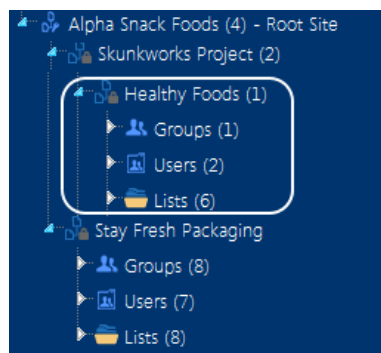 Alpha Snack Foods (4) - Root Site
Skunkworks Project (2)
Healthy Foods (1)
Groups (1)
Users (2)
Lists (6)
Stay Fresh Packaging
Groups (8)
Users (7)
Lists (8)